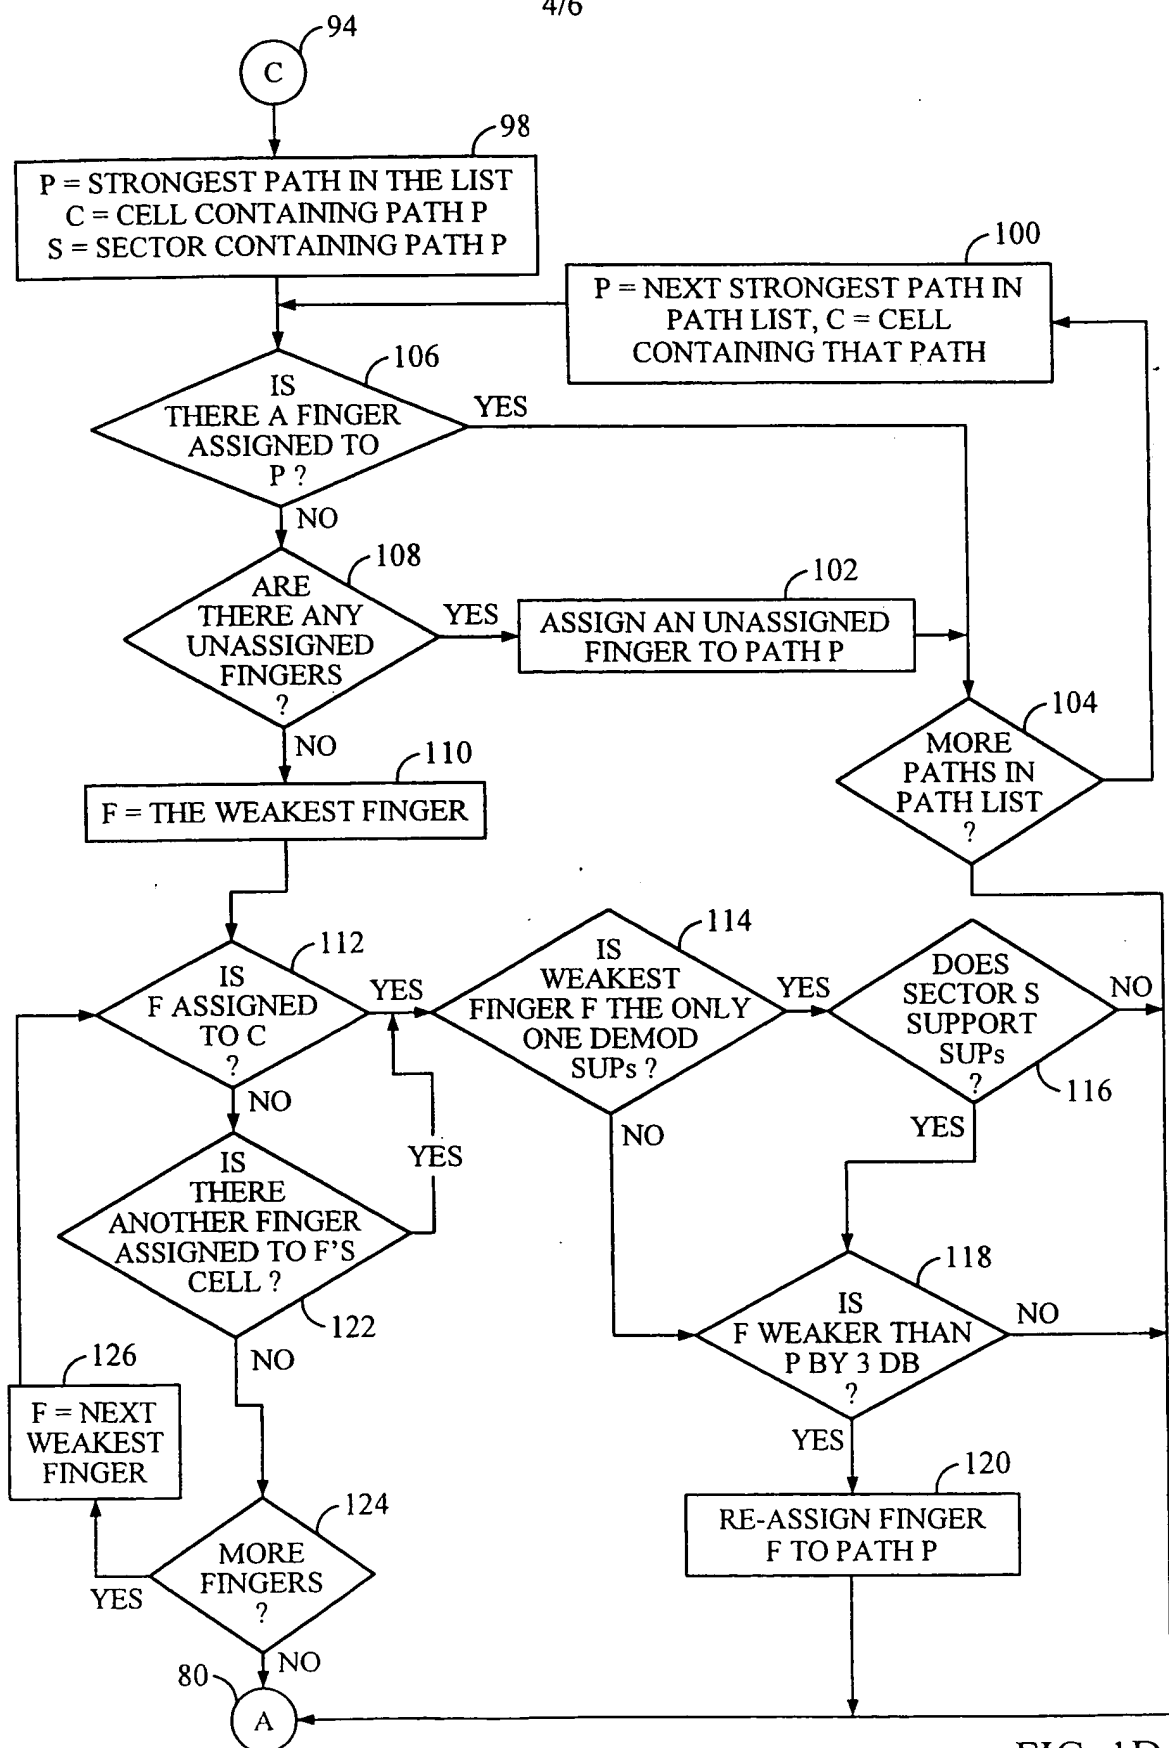 4/6
94
C
98
P = STRONGEST PATH IN THE LIST
C = CELL CONTAINING PATH P
S = SECTOR CONTAINING PATH P
100
P = NEXT STRONGEST PATH IN
PATH LIST, C = CELL
CONTAINING THAT PATH
106
IS
THERE A FINGER
ASSIGNED TO
P ?
YES
NO
108
ARE
THERE ANY
UNASSIGNED
FINGERS
?
YES
102
ASSIGN AN UNASSIGNED
FINGER TO PATH P
NO
104
MORE
PATHS IN
PATH LIST
?
110
F = THE WEAKEST FINGER
112
IS
F ASSIGNED
TO C
?
YES
NO
114
IS
WEAKEST
FINGER F THE ONLY
ONE DEMOD
SUPs ?
YES
NO
DOES
SECTOR S
SUPPORT
SUPs
?
NO
116
YES
IS
THERE
ANOTHER FINGER
ASSIGNED TO F'S
CELL ?
YES
122
NO
118
IS
F WEAKER THAN
P BY 3 DB
?
NO
YES
126
F = NEXT
WEAKEST
FINGER
124
MORE
FINGERS
?
YES
NO
120
RE-ASSIGN FINGER
F TO PATH P
80
A